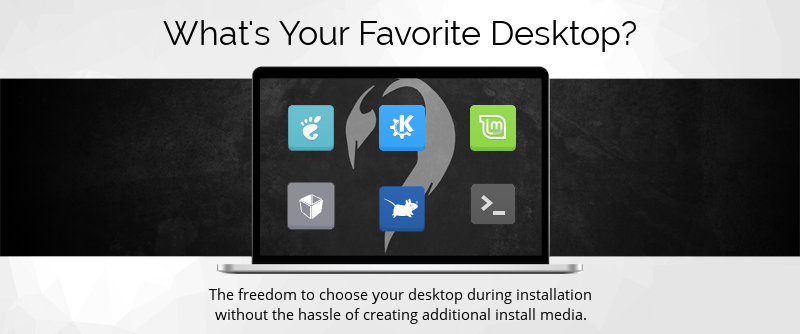 What's Your Favorite Desktop?
K
lm
The freedom to choose your desktop during installation
without the hassle of creating additional install media.